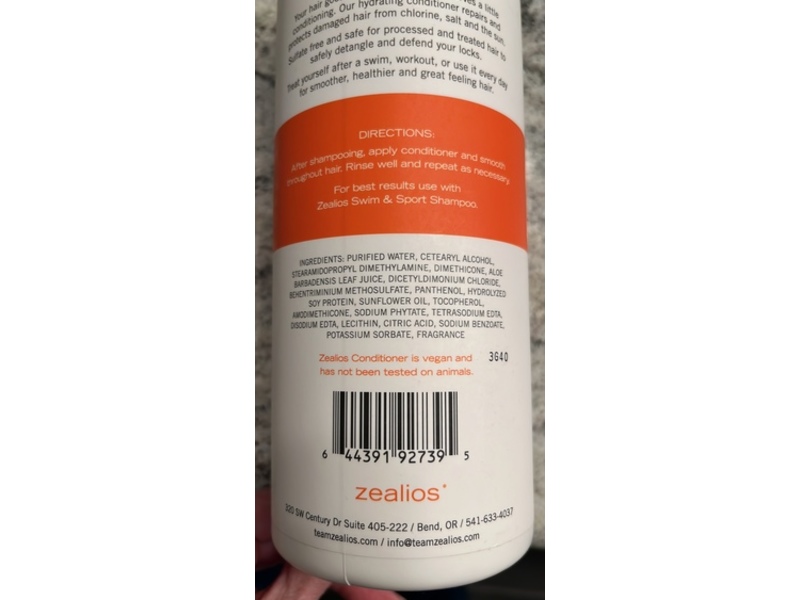 Your hair
a little
conditioning. Our hydrating conditioner repairs and
protects damaged hair from chlorine, salt and the sun.
Sulfate free and safe for processed and treated hair to
safely detangle and defend your locks.
Treat yourself after a swim, workout, or use it every day
for smoother, healthier and great feeling hair.
DIRECTIONS:
After shampooing, apply conditioner and smooth
throughout hair. Rinse well and repeat as necessary.
For best results use with
Zealios Swim & Sport Shampoo.
INGREDIENTS: PURIFIED WATER, CETEARYL ALCOHOL,
STEARAMIDOPROPYL DIMETHYLAMINE, DIMETHICONE, ALOE
BARBADENSIS LEAF JUICE, DICETYLDIMONIUM CHLORIDE,
BEHENTRIMINIUM METHOSULFATE, PANTHENOL, HYDROLYZED
SOY PROTEIN, SUNFLOWER OIL, TOCOPHEROL,
AMODIMETHICONE, SODIUM PHYTATE, TETRASODIUM EDTA,
DISODIUM EDTA, LECITHIN, CITRIC ACID, SODIUM BENZOATE,
POTASSIUM SORBATE, FRAGRANCE
Zealios Conditioner is vegan and
has not been tested on animals.
3G40
6 44391 92739 5
zealios
320 SW Century Dr Suite 405-222 / Bend, OR / 541-633-4037
teamzealios.com / info@teamzealios.com